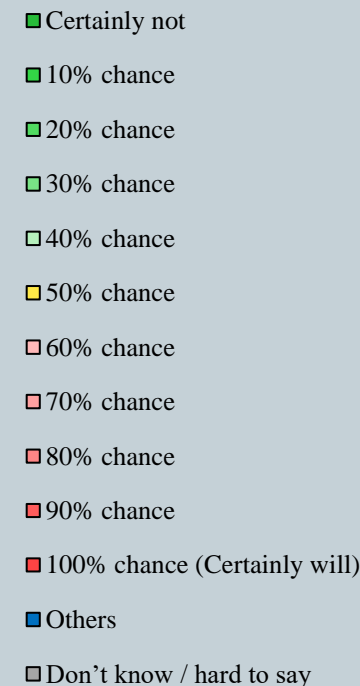 Certainly not
10% chance
20% chance
30% chance
40% chance
50% chance
60% chance
70% chance
80% chance
90% chance
100% chance (Certainly will)
Others
Don’t know / hard to say